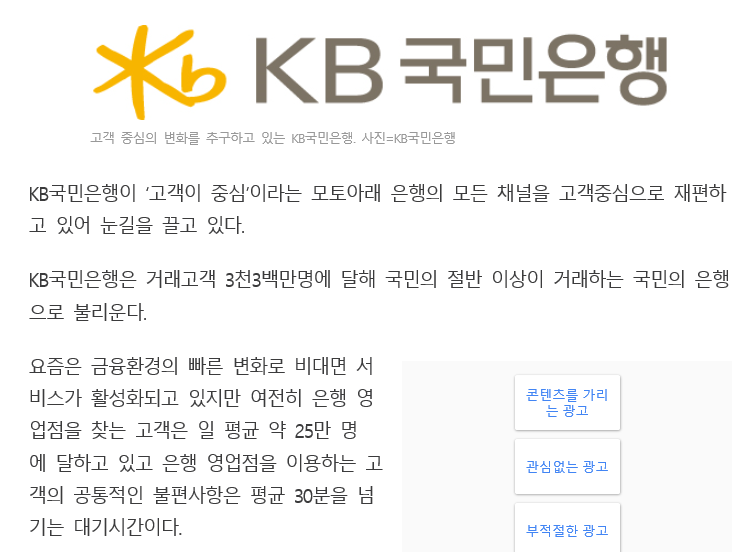 Kb KB국민은행
고객 중심의 변화를 추구하고 있는 KB국민은행. 사진=KB국민은행
KB국민은행이 ‘고객이 중심’이라는 모토아래 은행의 모든 채널을 고객중심으로 재편하
고 있어 눈길을 끌고 있다.
KB국민은행은 거래고객 3천3백만명에 달해 국민의 절반 이상이 거래하는 국민의 은행
으로 불리운다.
요즘은 금융환경의 빠른 변화로 비대면 서
비스가 활성화되고 있지만 여전히 은행 영
업점을 찾는 고객은 일 평균 약 25만 명
에 달하고 있고 은행 영업점을 이용하는 고
객의 공통적인 불편사항은 평균 30분을 넘
기는 대기시간이다.
콘텐츠를 가리
는 광고
관심없는 광고
부적절한 광고